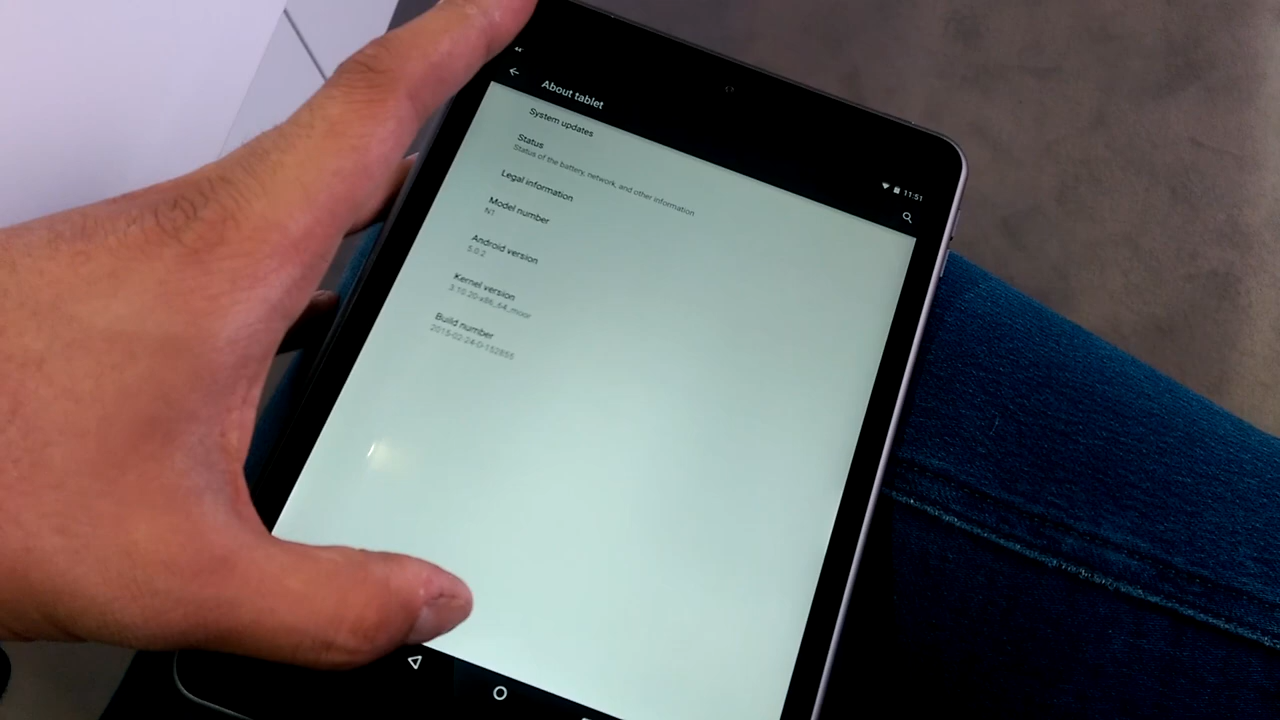 About tablet
11:51
System updates
Status
Status of the battery, network, and other information
Legal information
Model number
N1
Android version
5.0.2
Kernel version
3.10.20-x86_64_moor
Build number
2015-02-24-D-152855